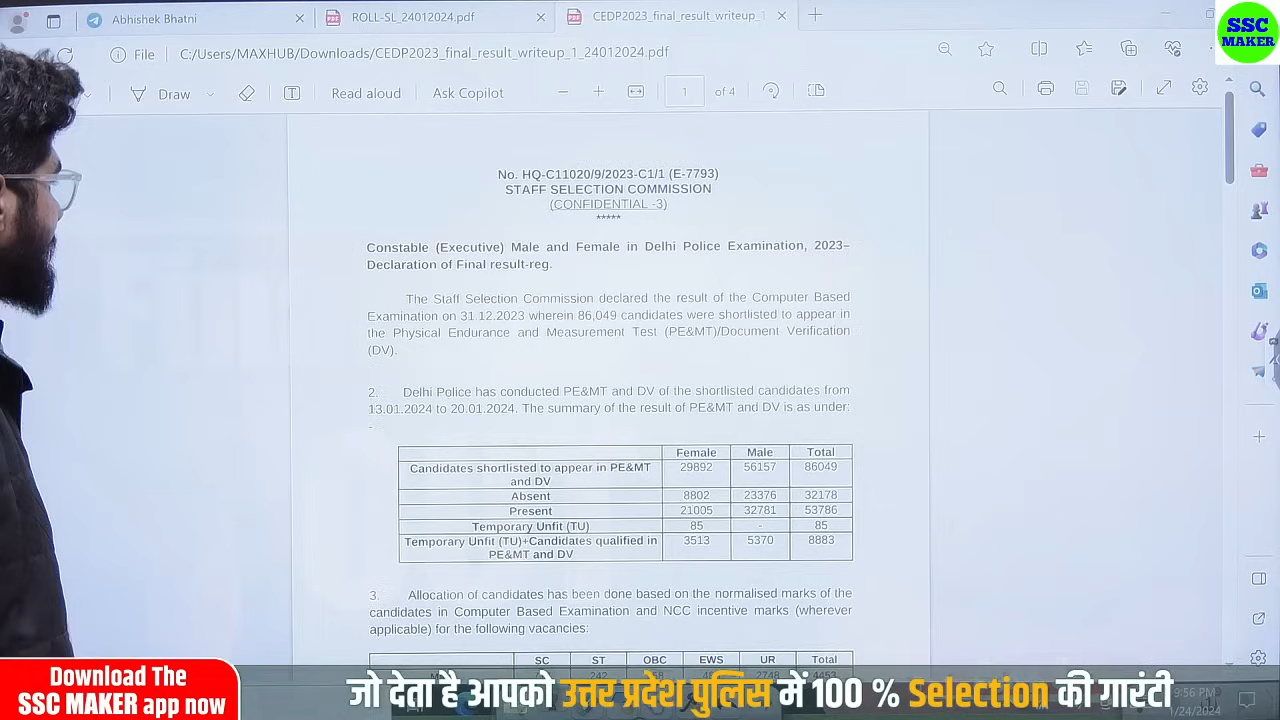 Abhishek Bhatni
ROLL-SL_24012024.pdf
CEDP2023_final_result_writeup_1
SSC
MAKER
File
C:/Users/MAXHUB/Downloads/CEDP2023_final_result_writeup_1_24012024.pdf
Draw
Read aloud
Ask Copilot
1
of 4
No. HQ-C11020/9/2023-C1/1 (E-7793)
STAFF SELECTION COMMISSION
(CONFIDENTIAL -3)
*****
Constable (Executive) Male and Female in Delhi Police Examination, 2023–
Declaration of Final result-reg.
The Staff Selection Commission declared the result of the Computer Based
Examination on 31.12.2023 wherein 86,049 candidates were shortlisted to appear in
the Physical Endurance and Measurement Test (PE&MT)/Document Verification
(DV).
2. Delhi Police has conducted PE&MT and DV of the shortlisted candidates from
13.01.2024 to 20.01.2024. The summary of the result of PE&MT and DV is as under:
-
Female Male Total
Candidates shortlisted to appear in PE&MT 29892 56157 86049
and DV
Absent 8802 23376 32178
Present 21005 32781 53786
Temporary Unfit (TU) 85 - 85
Temporary Unfit (TU)+Candidates qualified in 3513 5370 8883
PE&MT and DV
3. Allocation of candidates has been done based on the normalised marks of the
candidates in Computer Based Examination and NCC incentive marks (wherever
applicable) for the following vacancies:
SC ST OBC EWS UR Total
Download The
SSC MAKER app now
जो देता है आपको उत्तर प्रदेश पुलिस में 100 % Selection की गारंटी
9:56 PM
1/24/2024